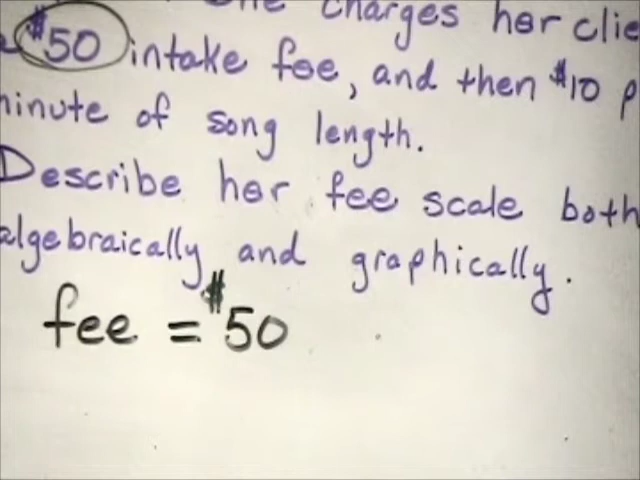 charges her clie
$50 intake fee, and then $10 p
minute of song length.
Describe her fee scale both
algebraically and graphically.
fee = $50